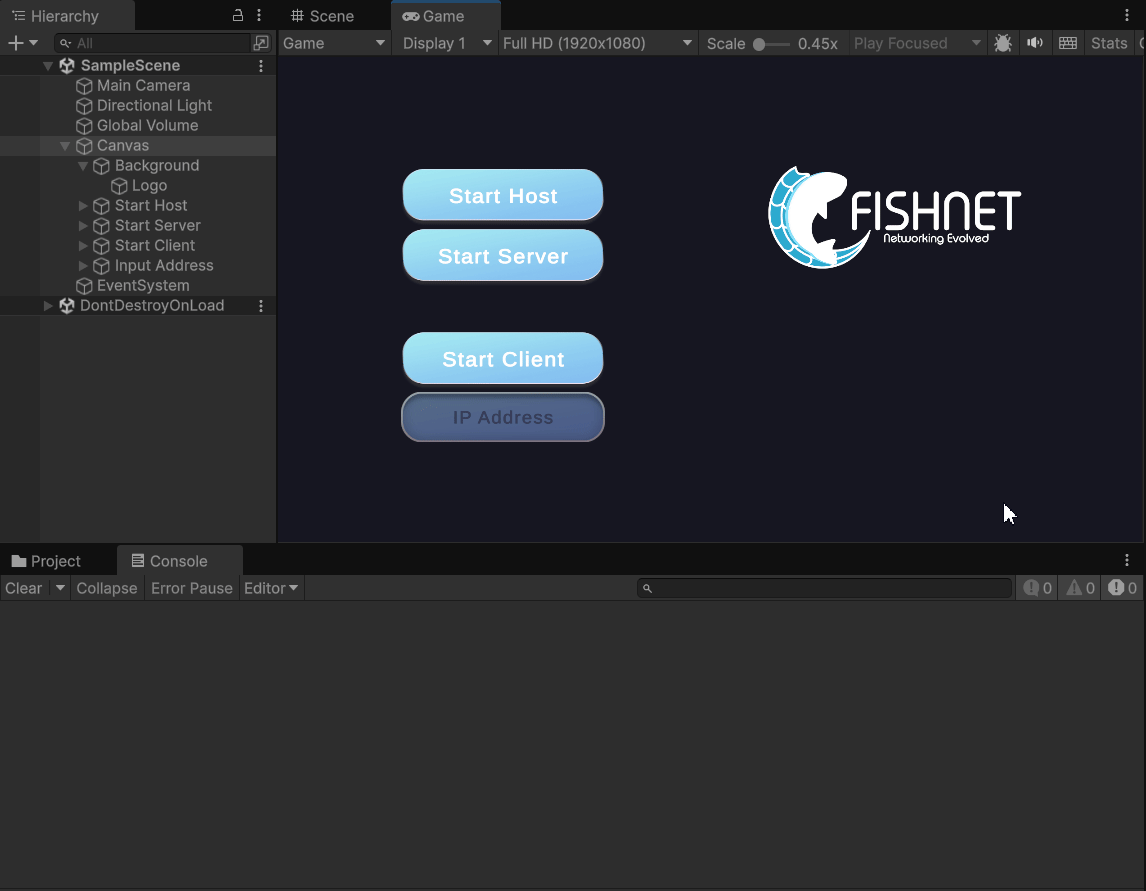 Hierarchy
All
SampleScene
Main Camera
Directional Light
Global Volume
Canvas
Background
Logo
Start Host
Start Server
Start Client
Input Address
EventSystem
DontDestroyOnLoad
Scene Game
Game Display 1 Full HD (1920x1080) Scale 0.45x Play Focused Stats
Start Host
Start Server
Start Client
IP Address
FISHNET
Networking Evolved
Project Console
Clear Collapse Error Pause Editor 0 0 0